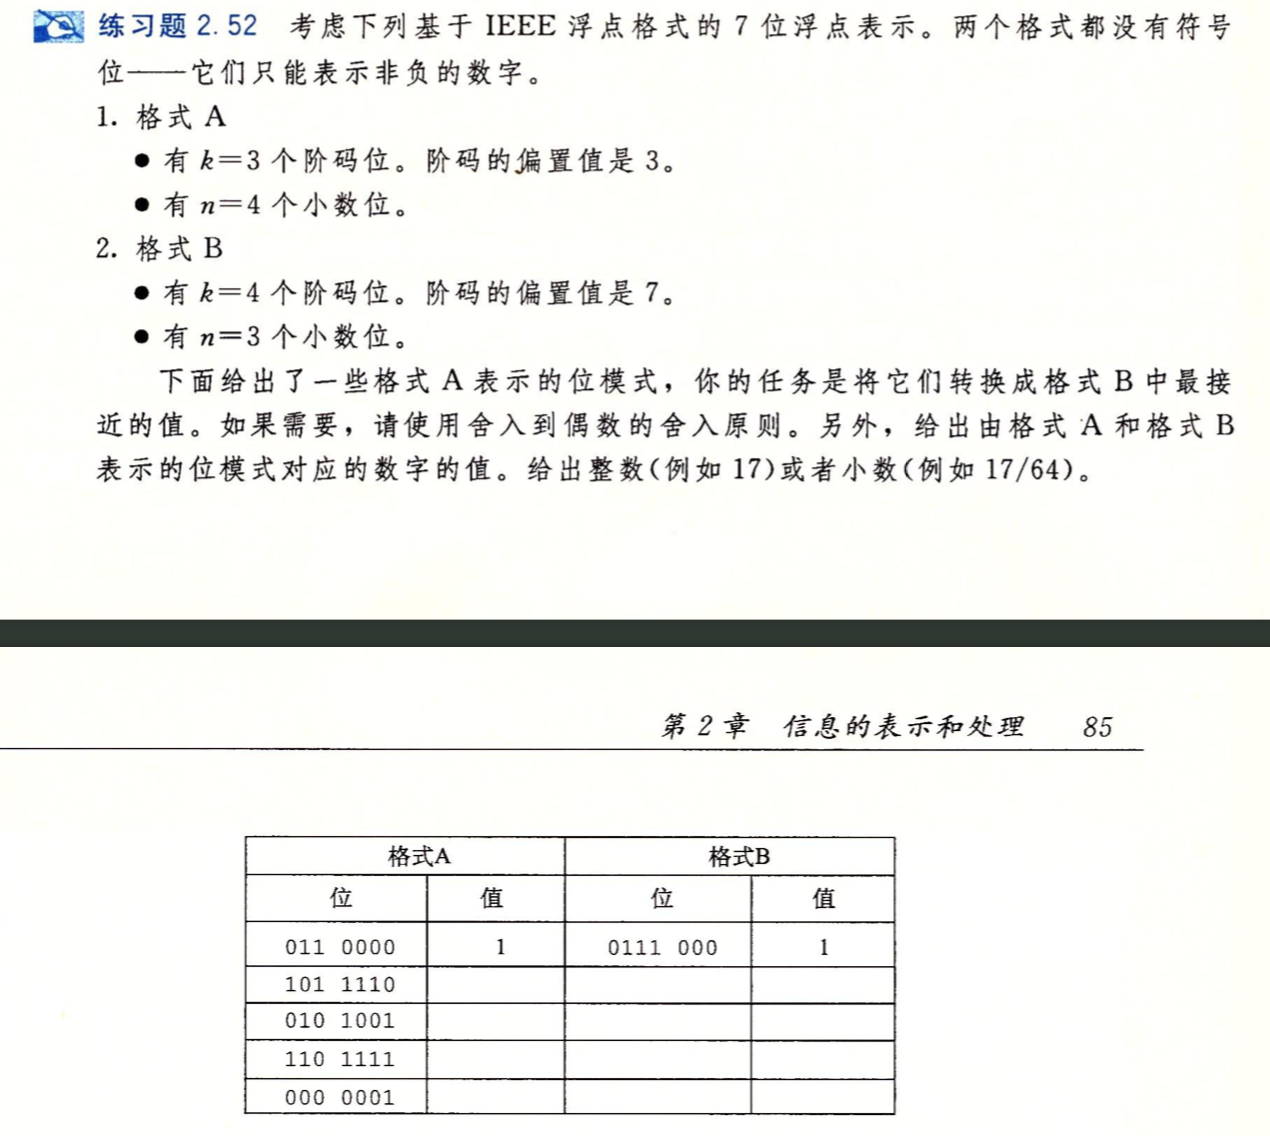 练习题 2.52 考虑下列基于 IEEE 浮点格式的 7 位浮点表示。两个格式都没有符号
位——它们只能表示非负的数字。
1. 格式 A
● 有 k=3 个阶码位。阶码的偏置值是 3。
● 有 n=4 个小数位。
2. 格式 B
● 有 k=4 个阶码位。阶码的偏置值是 7。
● 有 n=3 个小数位。
下面给出了一些格式 A 表示的位模式，你的任务是将它们转换成格式 B 中最接
近的值。如果需要，请使用舍入到偶数的舍入原则。另外，给出由格式 A 和格式 B
表示的位模式对应的数字的值。给出整数(例如 17)或者小数(例如 17/64)。
第 2 章 信息的表示和处理 85
格式A 格式B
位 值 位 值
011 0000 1 0111 000 1
101 1110
010 1001
110 1111
000 0001